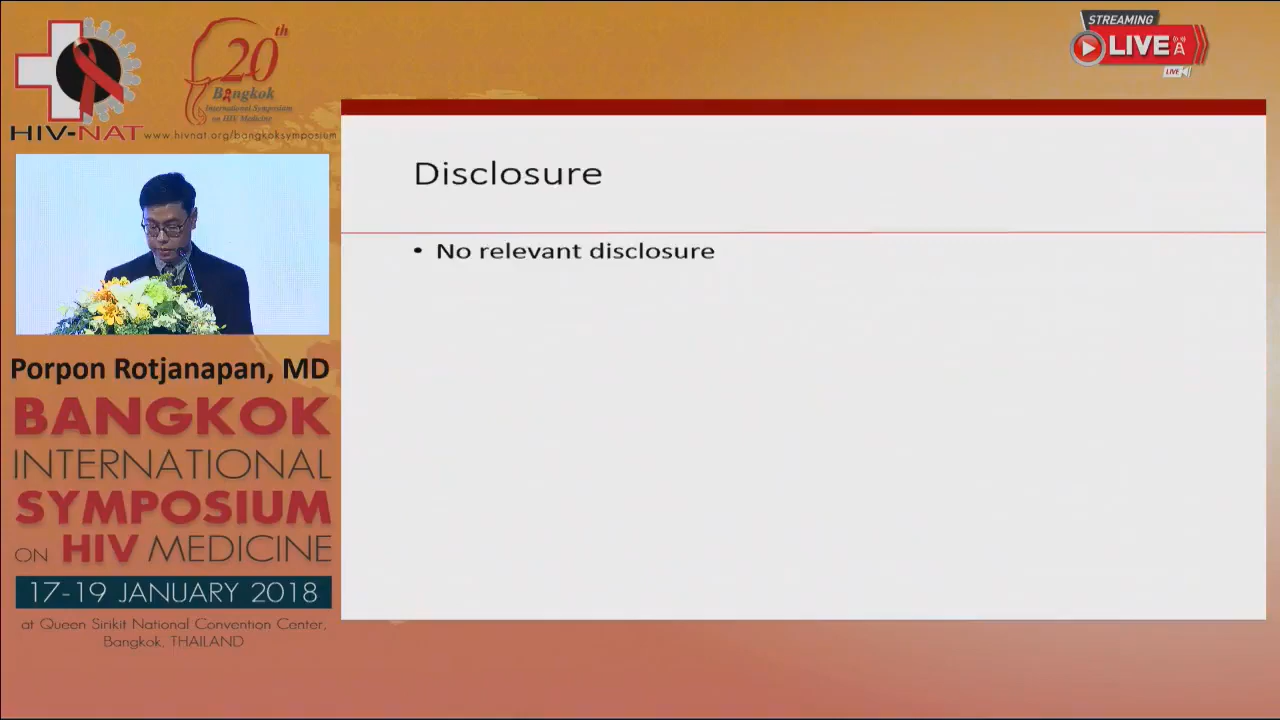 20th
Bangkok
International Symposium
on HIV Medicine
HIV-NAT
www.hivnat.org/bangkoksymposium
STREAMING
LIVE
LIVE
Disclosure
• No relevant disclosure
Porpon Rotjanapan, MD
BANGKOK
INTERNATIONAL
SYMPOSIUM
ON HIV MEDICINE
17-19 JANUARY 2018
at Queen Sirikit National Convention Center,
Bangkok, THAILAND